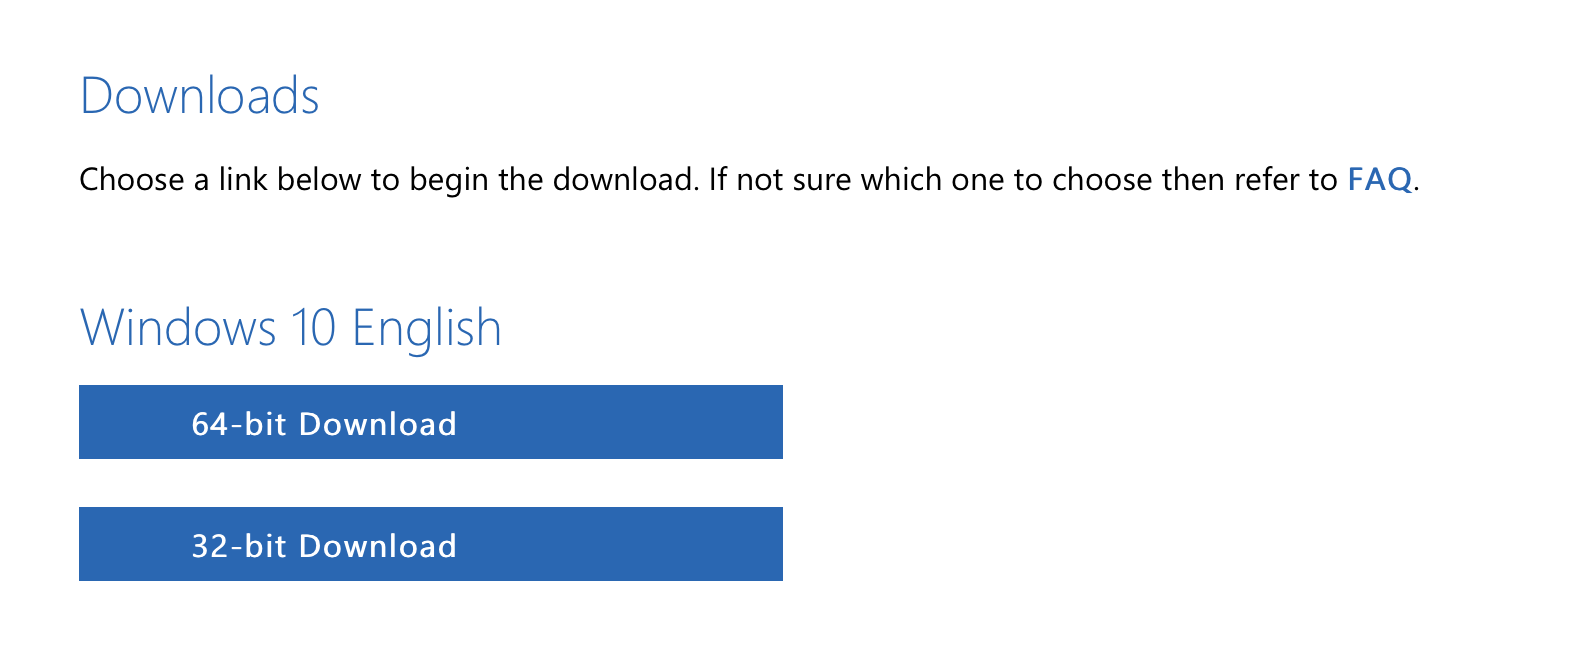 Downloads
Choose a link below to begin the download. If not sure which one to choose then refer to FAQ.
Windows 10 English
64-bit Download
32-bit Download